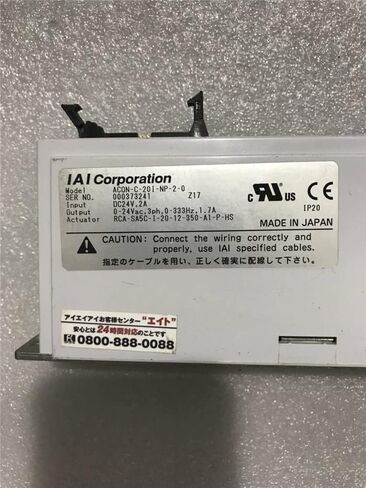 IAI Corporation
Model ACON-C-20I-NP-2-0
SER NO. 000373241 Z17
Input DC24V,2A
Output 0-24Vac,3ph,0-333Hz,1.7A
Actuator RCA-SA5C-I-20-12-350-A1-P-HS
c RU US CE
IP20
MADE IN JAPAN
CAUTION: Connect the wiring correctly and
properly, use IAI specified cables.
指定のケーブルを用い、正しく確実に配線して下さい。
アイエイアイお客様センター "エイト"
安心とは24時間対応のことです
0800-888-0088